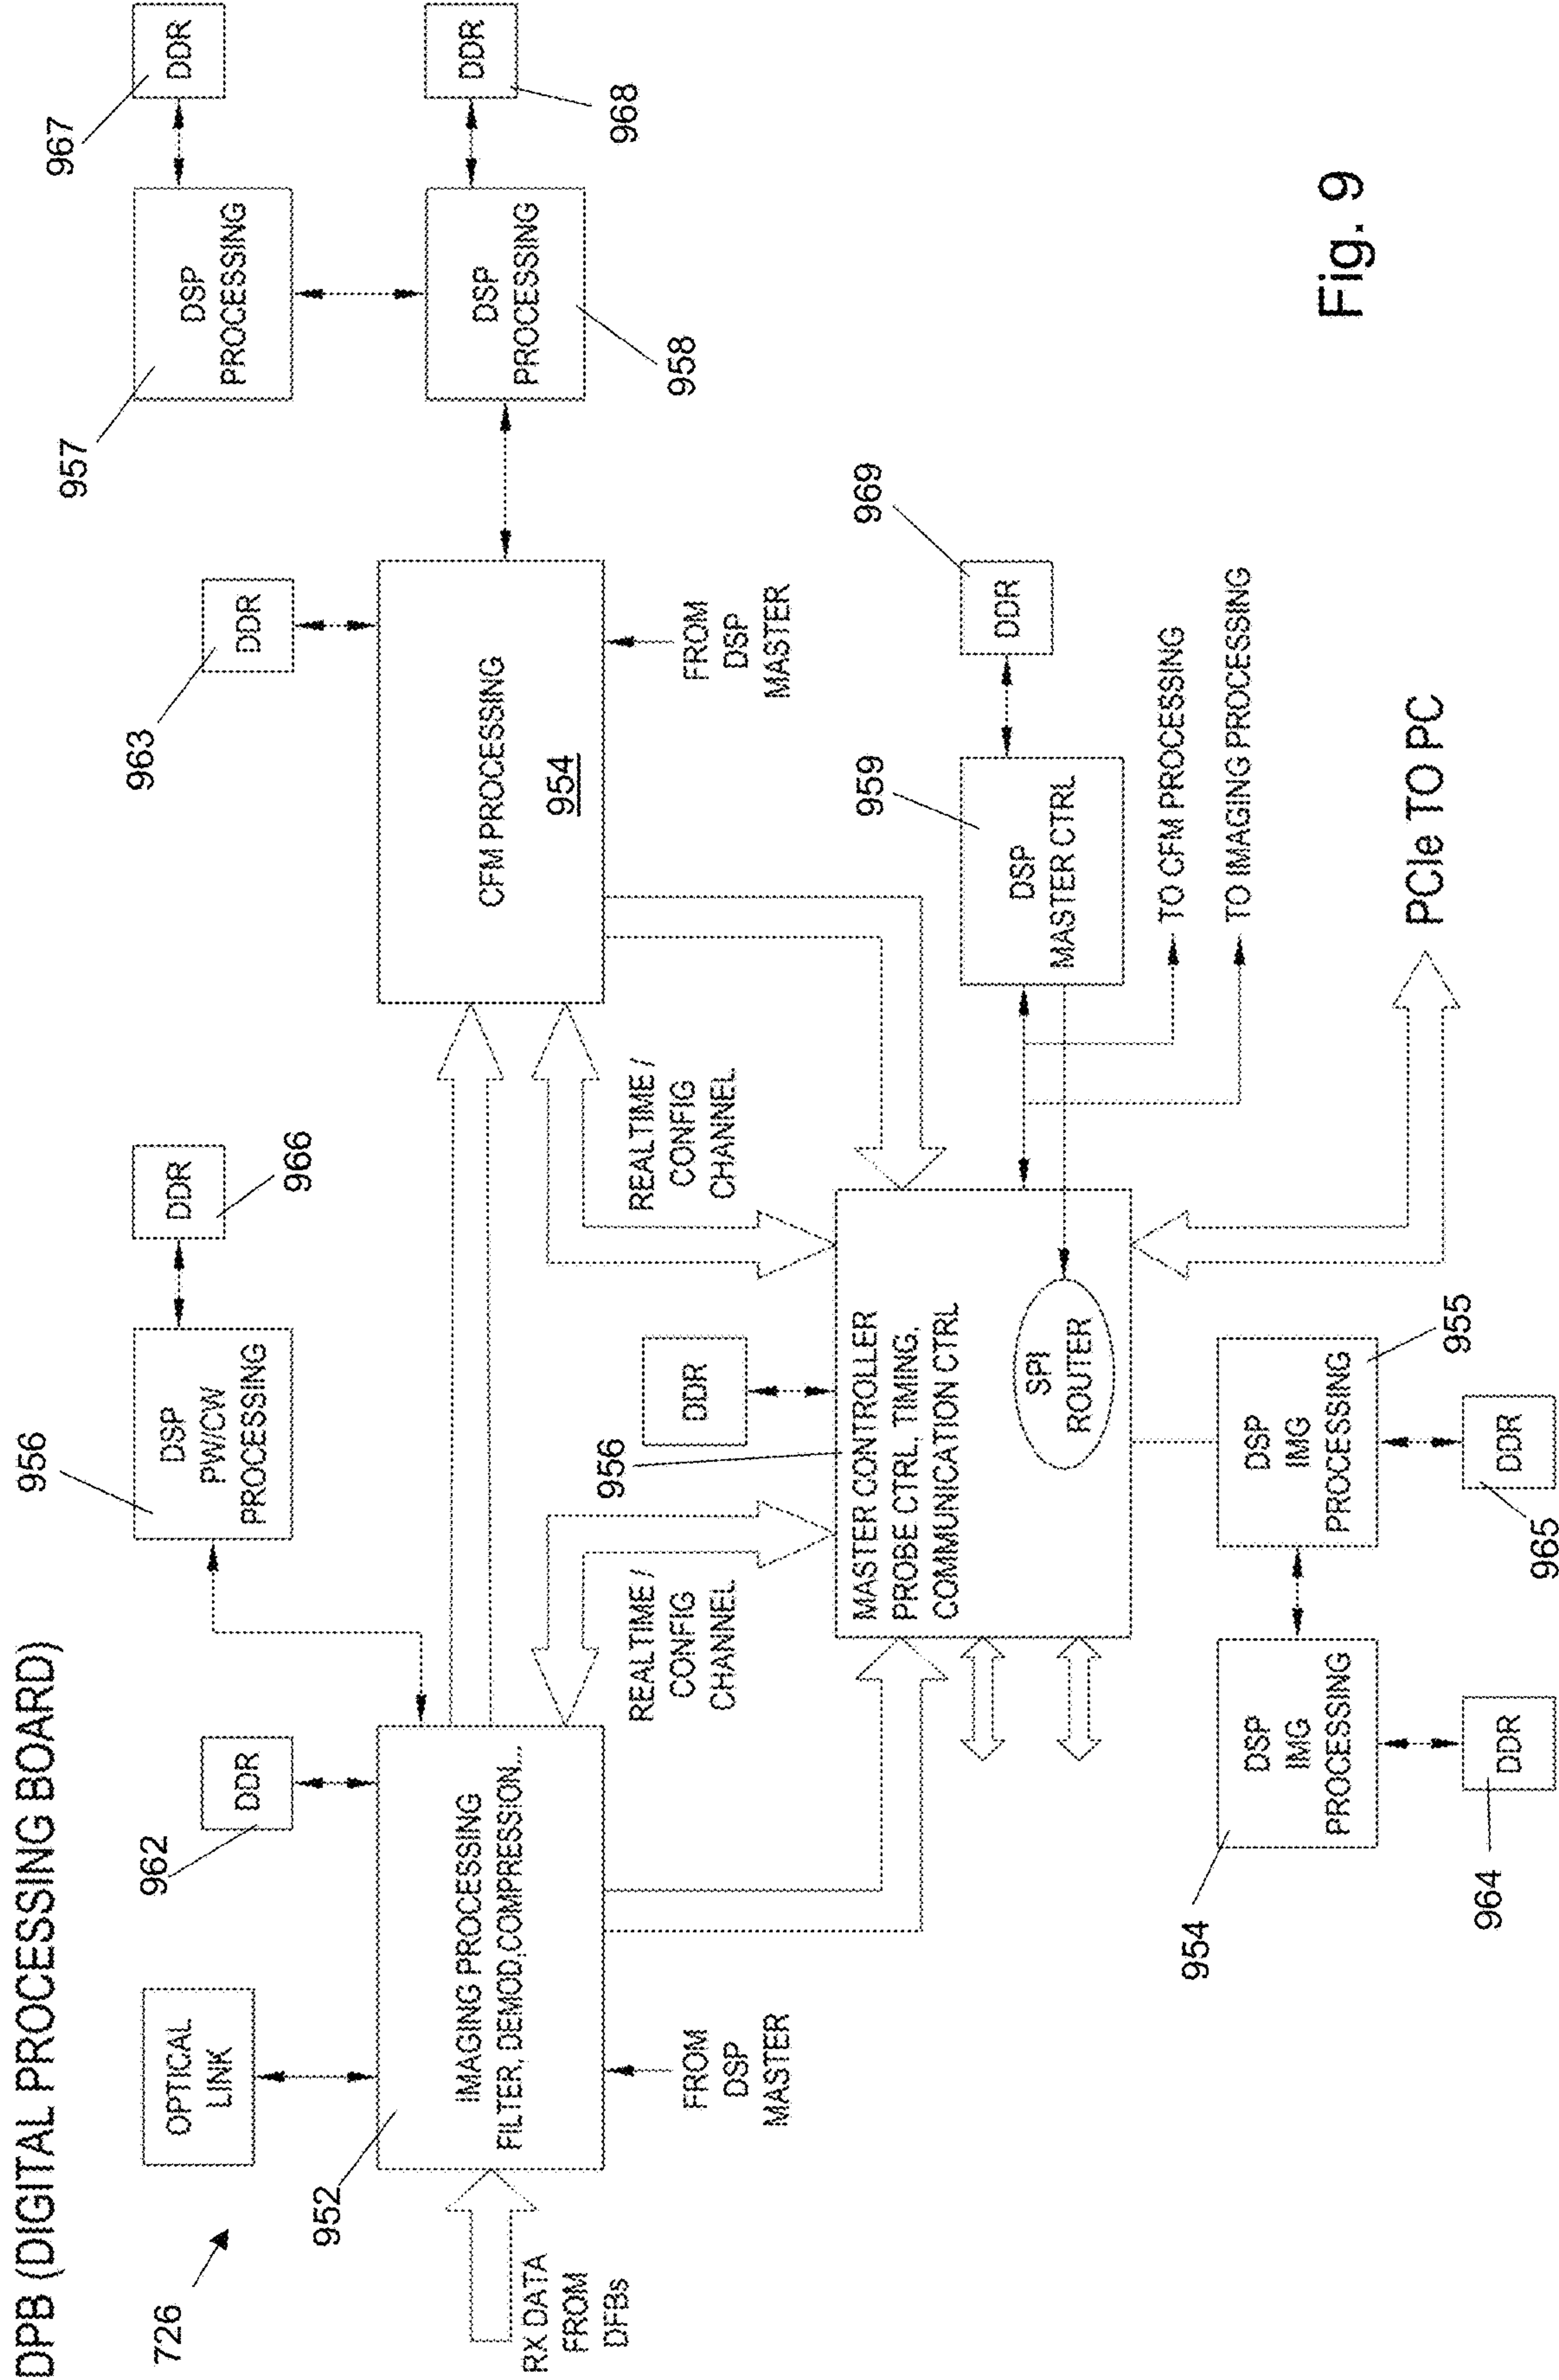 DPB (DIGITAL PROCESSING BOARD)
726
OPTICAL
LINK
962
DDR
956
DSP
PW/CW
PROCESSING
DDR
966
963
DDR
957
DSP
PROCESSING
967
DDR
952
IMAGING PROCESSING
FILTER, DEMOD,COMPRESSION...
CFM PROCESSING
954
DSP
PROCESSING
958
DDR
968
RX DATA
FROM
DFBs
FROM
DSP
MASTER
REALTIME /
CONFIG
CHANNEL
956
DDR
REALTIME /
CONFIG
CHANNEL
FROM
DSP
MASTER
MASTER CONTROLLER
PROBE CTRL, TIMING,
COMMUNICATION CTRL
SPI
ROUTER
959
DSP
MASTER CTRL
969
DDR
TO CFM PROCESSING
TO IMAGING PROCESSING
954
DSP
IMG
PROCESSING
DSP
IMG
PROCESSING
955
964
DDR
965
DDR
PCIe TO PC
Fig. 9